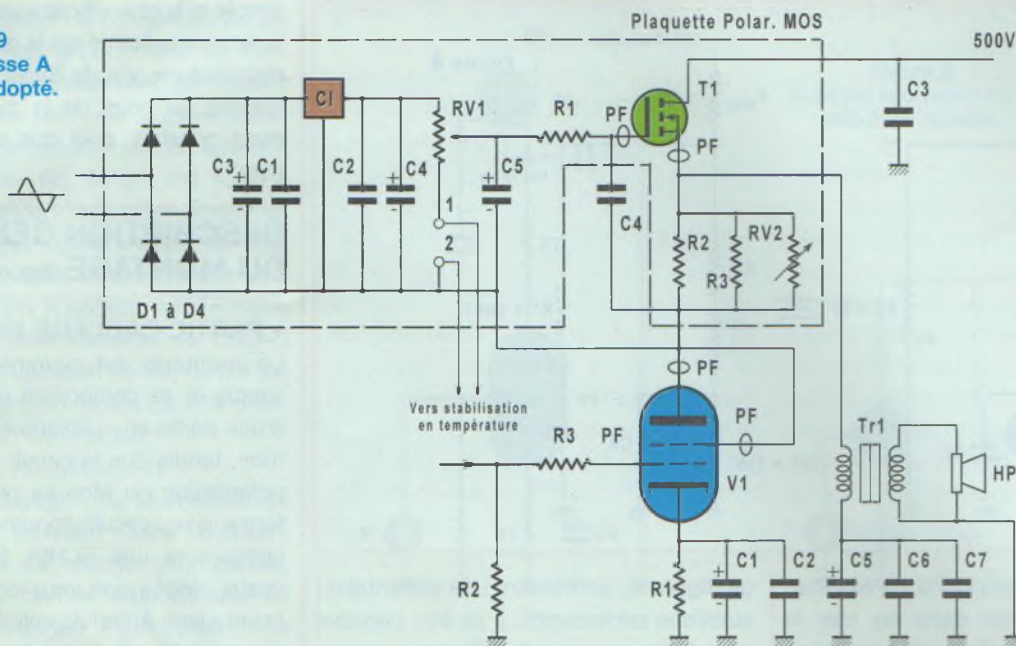 9
sse A
dopté.
Plaquette Polar. MOS
500V
CI
RV1
R1
PF
T1
PF
C3
C3
+
-
C1
C2
C4
+
-
C5
+
-
1
2
C4
R2
R3
RV2
D1 à D4
PF
Vers stabilisation
en température
R3
PF
PF
V1
Tr1
HP
R2
R1
C1
+
C2
C5
+
C6
C7